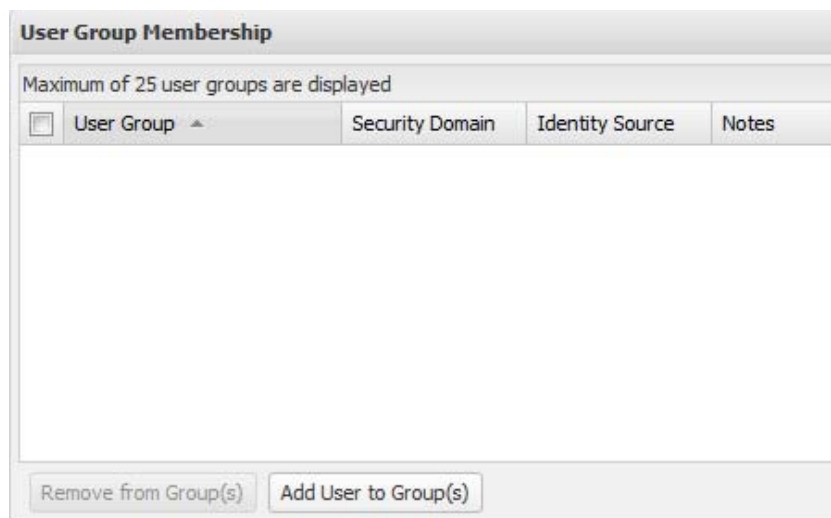 User Group Membership
Maximum of 25 user groups are displayed
User Group Security Domain Identity Source Notes
Remove from Group(s) Add User to Group(s)